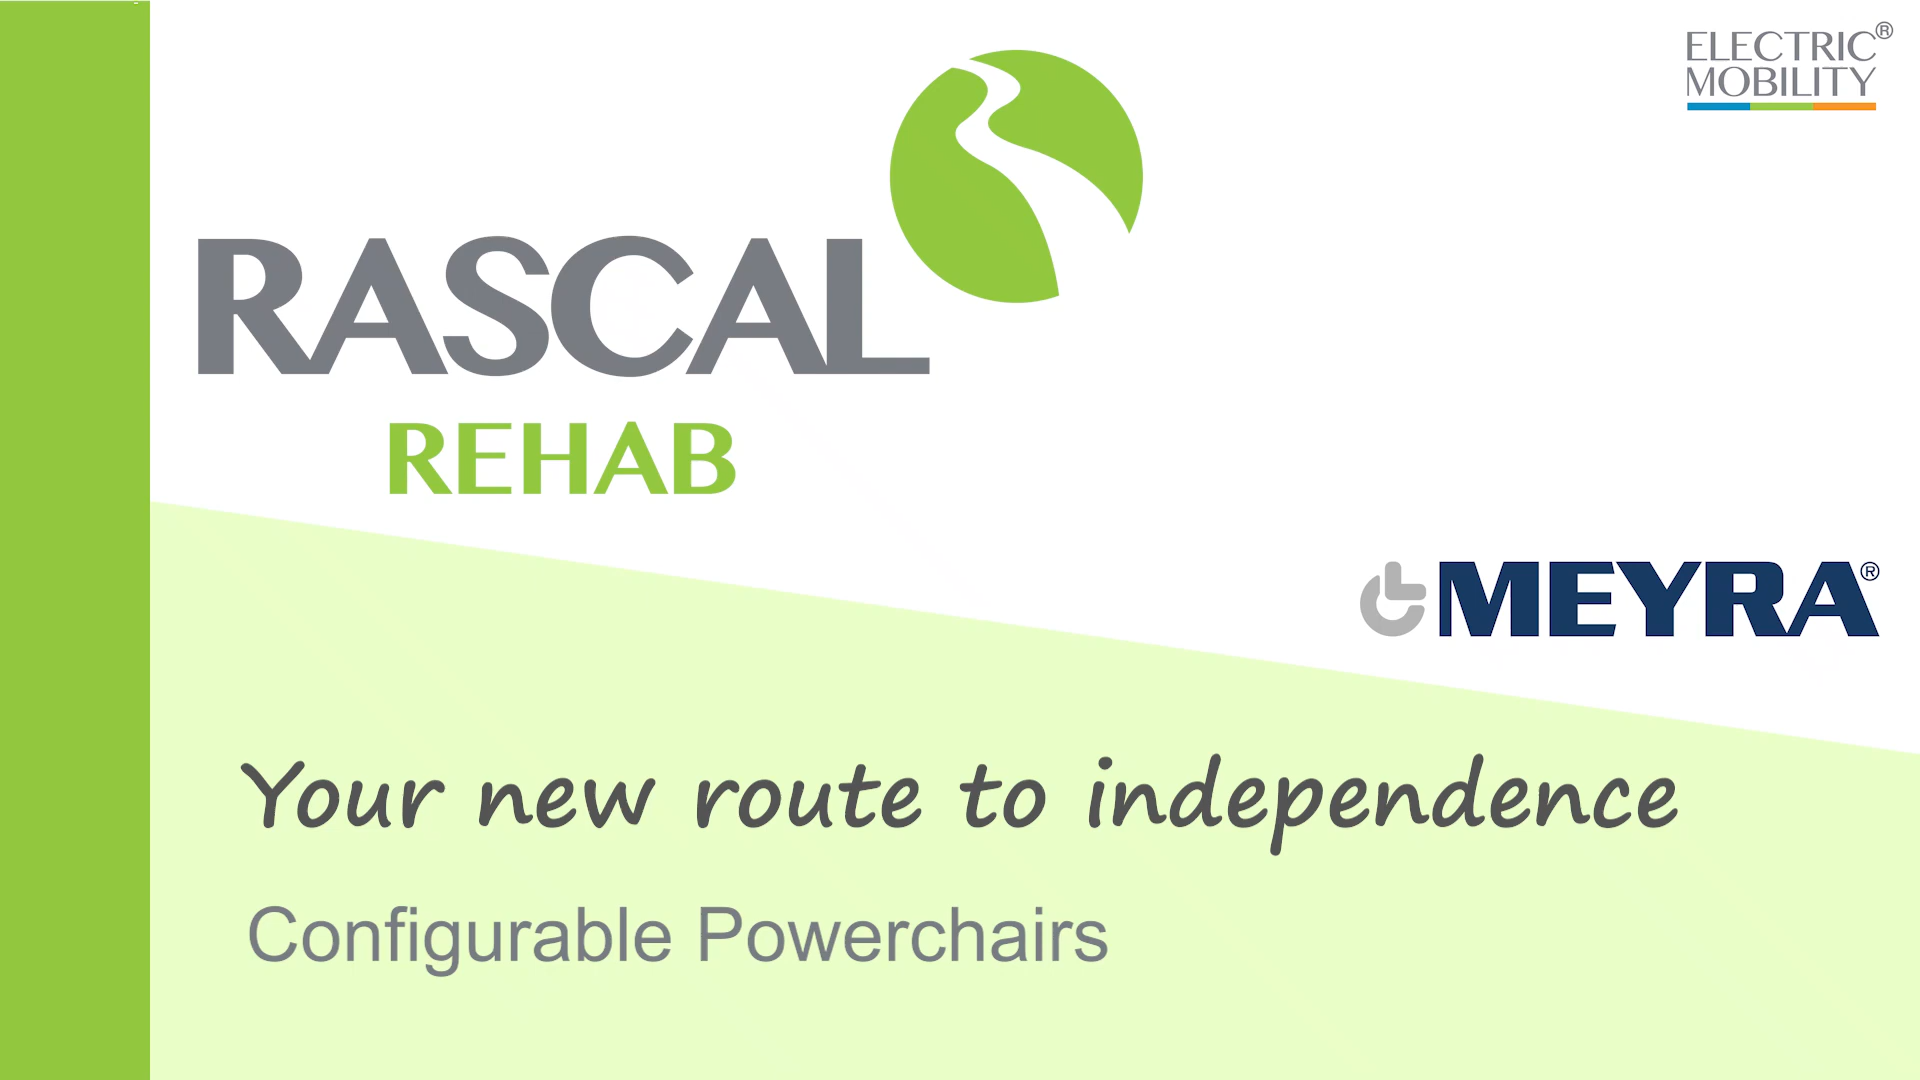 ELECTRIC®
MOBILITY
RASCAL
REHAB
MEYRA®
Your new route to independence
Configurable Powerchairs